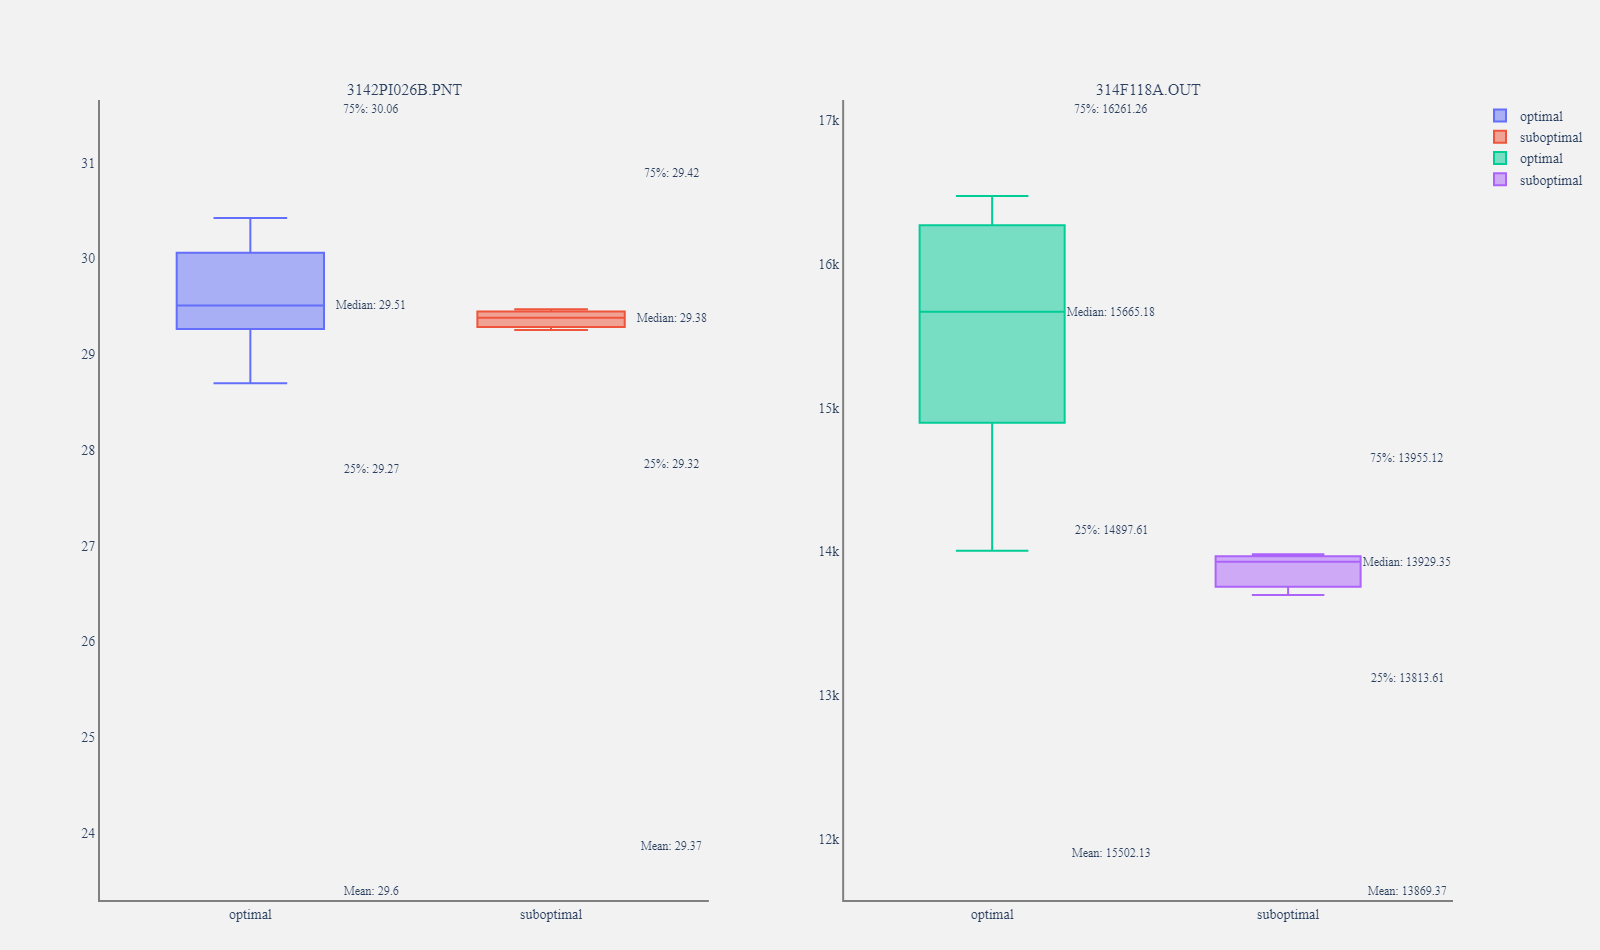 3142PI026B.PNT
75%: 30.06
75%: 29.42
31
30
29
28
27
26
25
24
Median: 29.51
Median: 29.38
25%: 29.27
25%: 29.32
Mean: 29.37
Mean: 29.6
optimal
suboptimal
314F118A.OUT
75%: 16261.26
17k
16k
15k
14k
13k
12k
Median: 15665.18
75%: 13955.12
25%: 14897.61
Median: 13929.35
25%: 13813.61
Mean: 15502.13
Mean: 13869.37
optimal
suboptimal
optimal
suboptimal
optimal
suboptimal